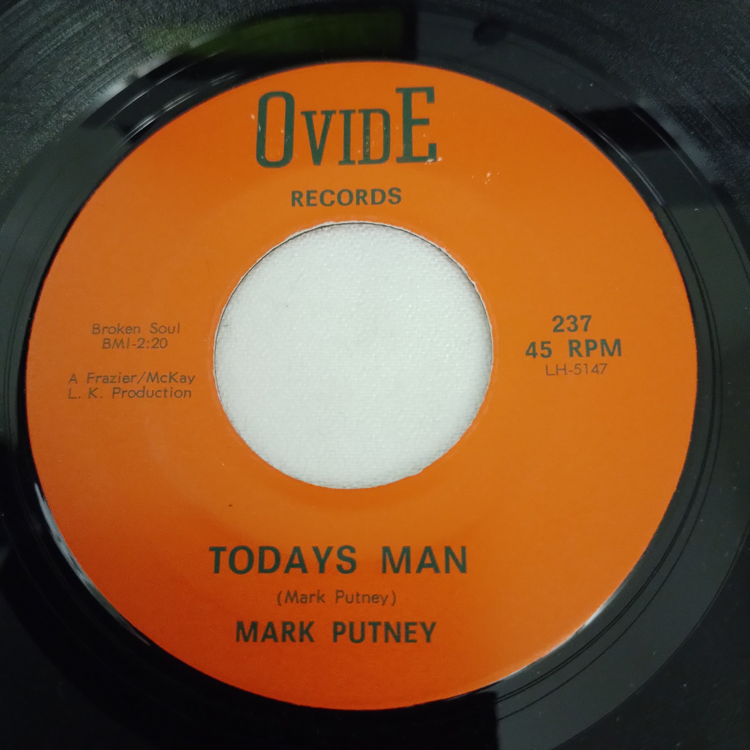 OVIDE
RECORDS
Broken Soul
BMI-2:20
A Frazier/McKay
L. K. Production
237
45 RPM
LH-5147
TODAYS MAN
(Mark Putney)
MARK PUTNEY